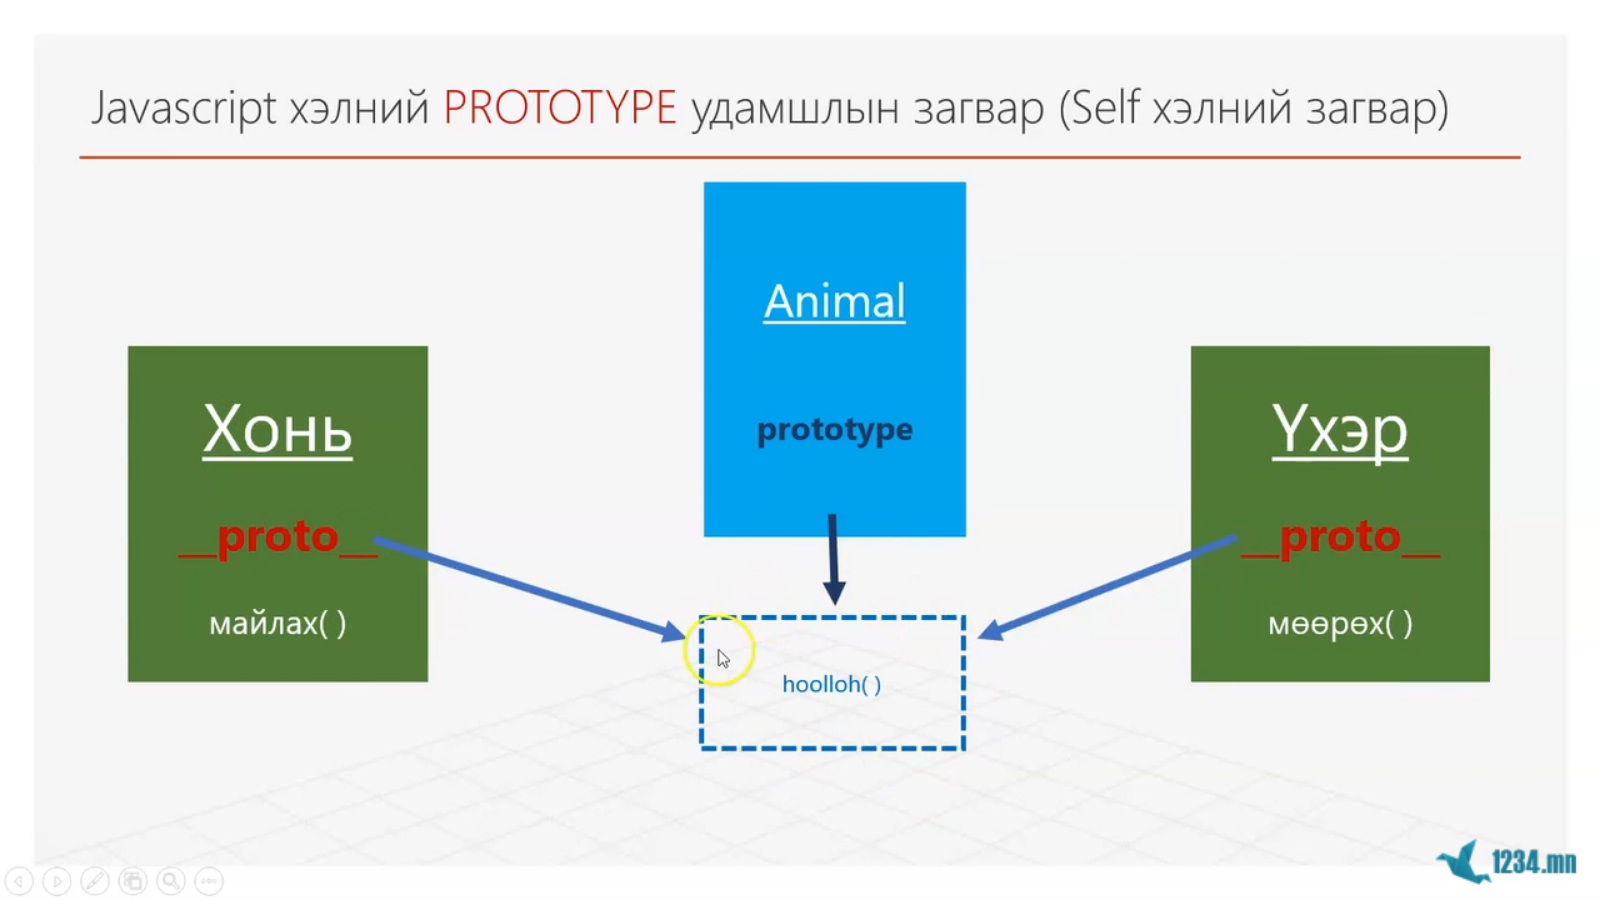 Javascript хэлний PROTOTYPE удамшлын загвар (Self хэлний загвар)
Animal
prototype
Хонь
__proto__
майлах( )
Үхэр
__proto__
мөөрөх( )
hoolloh( )
1234.mn